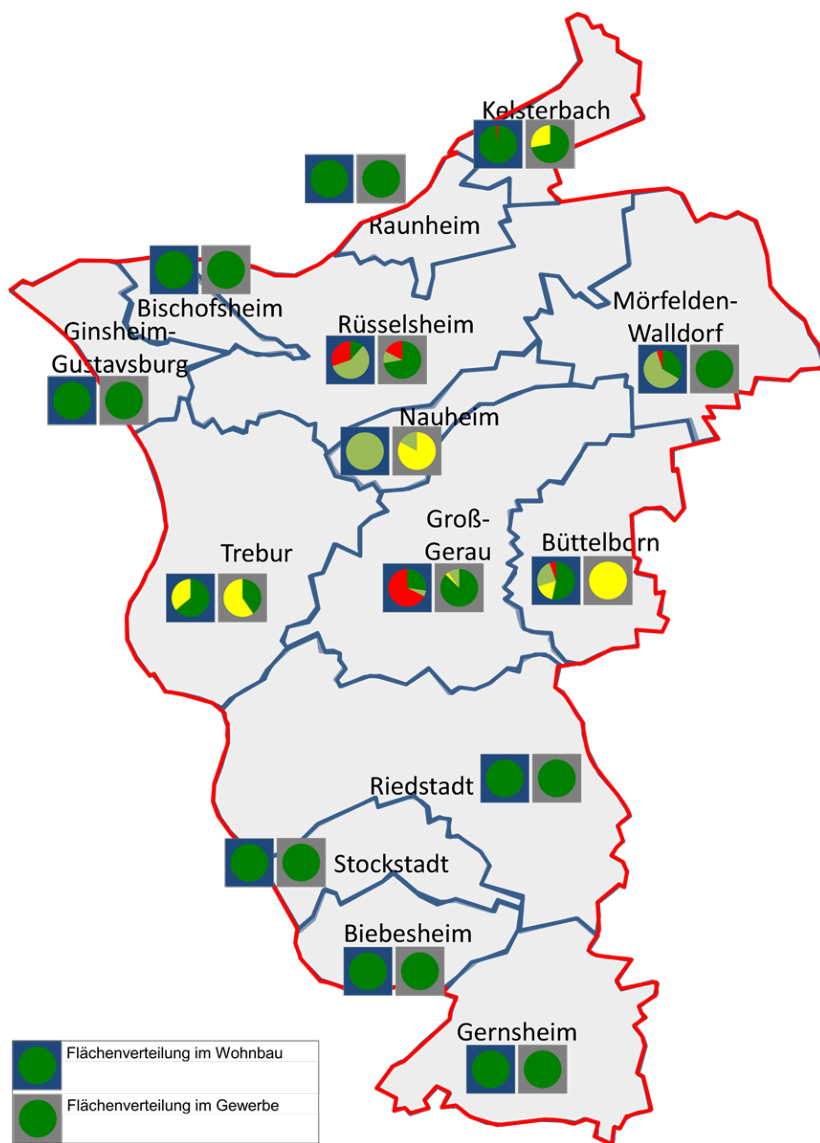 Kelsterbach
Raunheim
Bischofsheim
Mörfelden-
Walldorf
Ginsheim-
Gustavsburg
Rüsselsheim
Nauheim
Groß-
Gerau
Büttelborn
Trebur
Riedstadt
Stockstadt
Biebesheim
Gernsheim
Flächenverteilung im Wohnbau
Flächenverteilung im Gewerbe